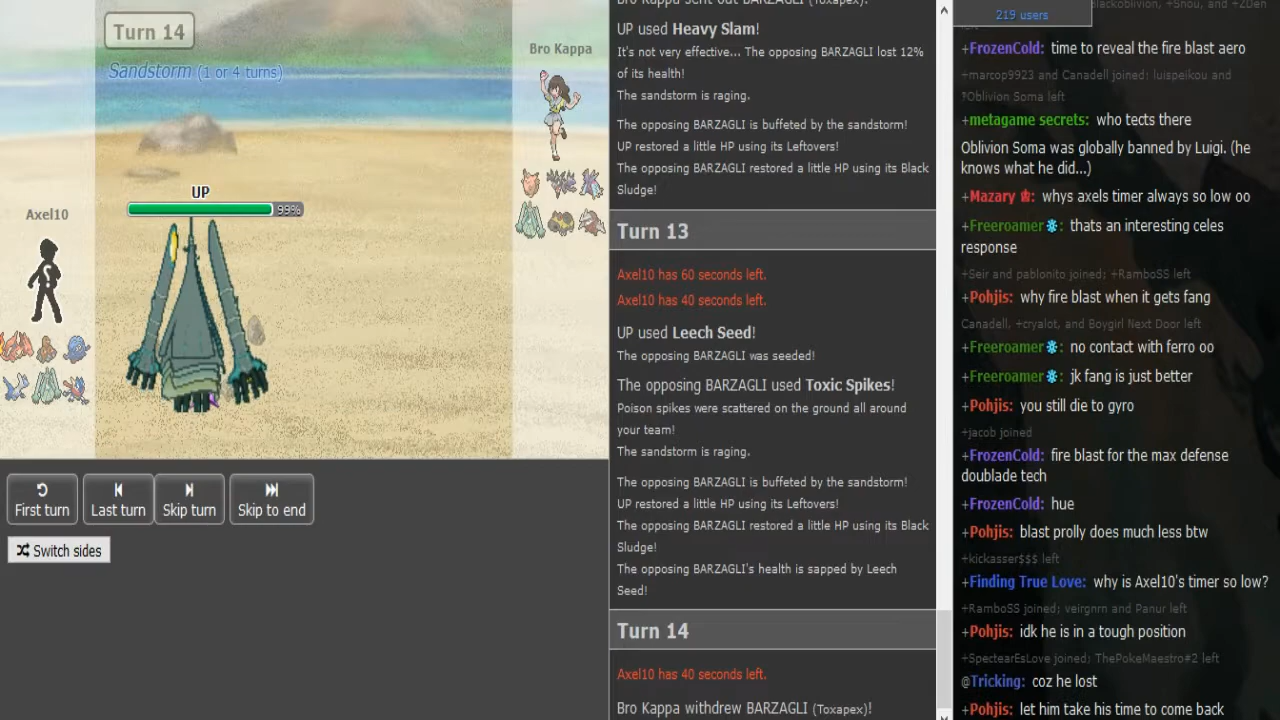 Turn 14
Sandstorm (1 or 4 turns)
UP
99%
Axel10
Bro Kappa
First turn
Last turn
Skip turn
Skip to end
Switch sides
Bro Kappa sent out BARZAGLI (Toxapex)!
UP used Heavy Slam!
It's not very effective... The opposing BARZAGLI lost 12%
of its health!
The sandstorm is raging.
The opposing BARZAGLI is buffeted by the sandstorm!
UP restored a little HP using its Leftovers!
The opposing BARZAGLI restored a little HP using its Black
Sludge!
Turn 13
Axel10 has 60 seconds left.
Axel10 has 40 seconds left.
UP used Leech Seed!
The opposing BARZAGLI was seeded!
The opposing BARZAGLI used Toxic Spikes!
Poison spikes were scattered on the ground all around
your team!
The sandstorm is raging.
The opposing BARZAGLI is buffeted by the sandstorm!
UP restored a little HP using its Leftovers!
The opposing BARZAGLI restored a little HP using its Black
Sludge!
The opposing BARZAGLI's health is sapped by Leech
Seed!
Turn 14
Axel10 has 40 seconds left.
Bro Kappa withdrew BARZAGLI (Toxapex)!
219 users
blackoblivion, +Snou, and +ZDen
left
+FrozenCold: time to reveal the fire blast aero
+marcop9923 and Canadell joined; luispeikou and
?Oblivion Soma left
+metagame secrets: who tects there
Oblivion Soma was globally banned by Luigi. (he
knows what he did...)
+Mazary: whys axels timer always so low oo
+Freeroamer❄: thats an interesting celes
response
+Seir and pablonito joined; +RamboSS left
+Pohjis: why fire blast when it gets fang
Canadell, +cryalot, and Boygirl Next Door left
+Freeroamer❄: no contact with ferro oo
+Freeroamer❄: jk fang is just better
+Pohjis: you still die to gyro
+jacob joined
+FrozenCold: fire blast for the max defense
doublade tech
+FrozenCold: hue
+Pohjis: blast prolly does much less btw
+kickasser$$$ left
+Finding True Love: why is Axel10's timer so low?
+RamboSS joined; veirgnrn and Panur left
+Pohjis: idk he is in a tough position
+SpectearEsLove joined; ThePokeMaestro#2 left
@Tricking: coz he lost
+Pohjis: let him take his time to come back